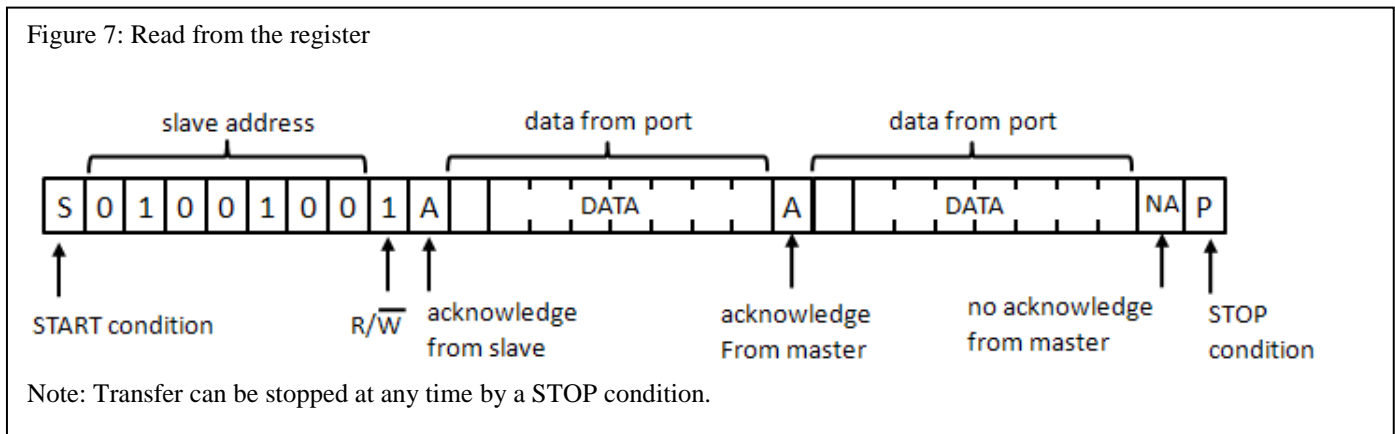 Figure 7: Read from the register
slave address data from port data from port
S 0 1 0 0 1 0 0 1 A DATA A DATA NA P
START condition R/W̅ acknowledge from slave acknowledge From master no acknowledge from master STOP condition
Note: Transfer can be stopped at any time by a STOP condition.